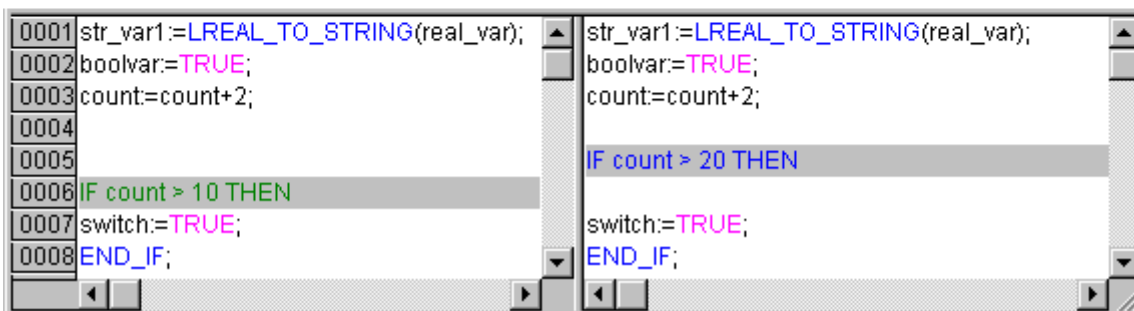 0001 str_var1:=LREAL_TO_STRING(real_var);
0002 boolvar:=TRUE;
0003 count:=count+2;
0004
0005
0006 IF count > 10 THEN
0007 switch:=TRUE;
0008 END_IF;
str_var1:=LREAL_TO_STRING(real_var);
boolvar:=TRUE;
count:=count+2;
IF count > 20 THEN
switch:=TRUE;
END_IF;